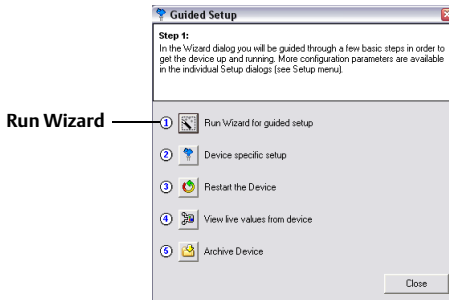 Guided Setup
Step 1:
In the Wizard dialog you will be guided through a few basic steps in order to
get the device up and running. More configuration parameters are available
in the individual Setup dialogs (see Setup menu).
Run Wizard
1 Run Wizard for guided setup
2 Device specific setup
3 Restart the Device
4 View live values from device
5 Archive Device
Close